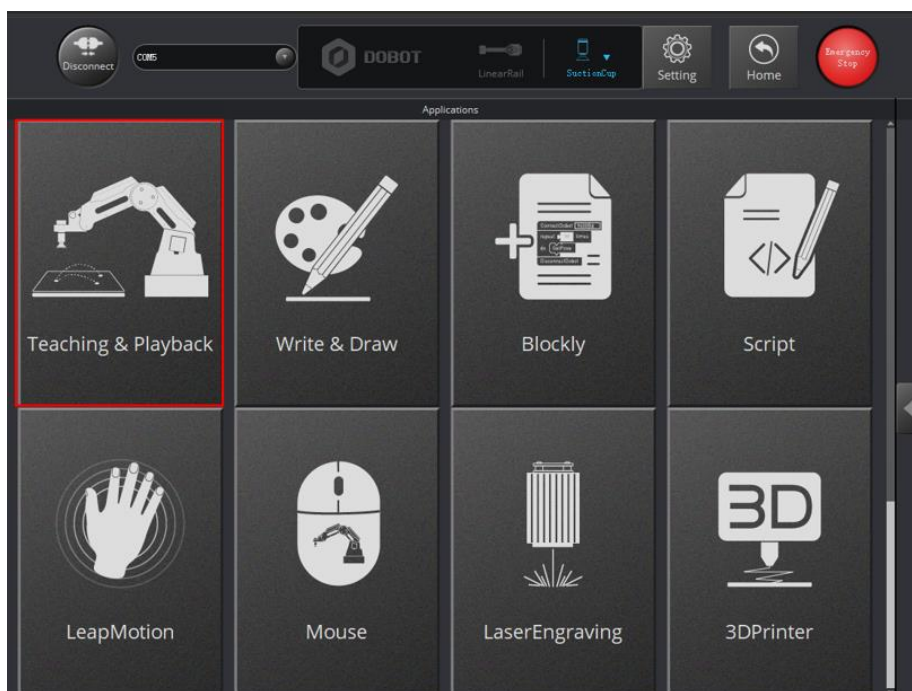 Disconnect
COM5
DOBOT
LinearRail
SuctionCup
Setting
Home
Emergency
Stop
Applications
Teaching & Playback
Write & Draw
Blockly
Script
LeapMotion
Mouse
3D
LaserEngraving
3DPrinter